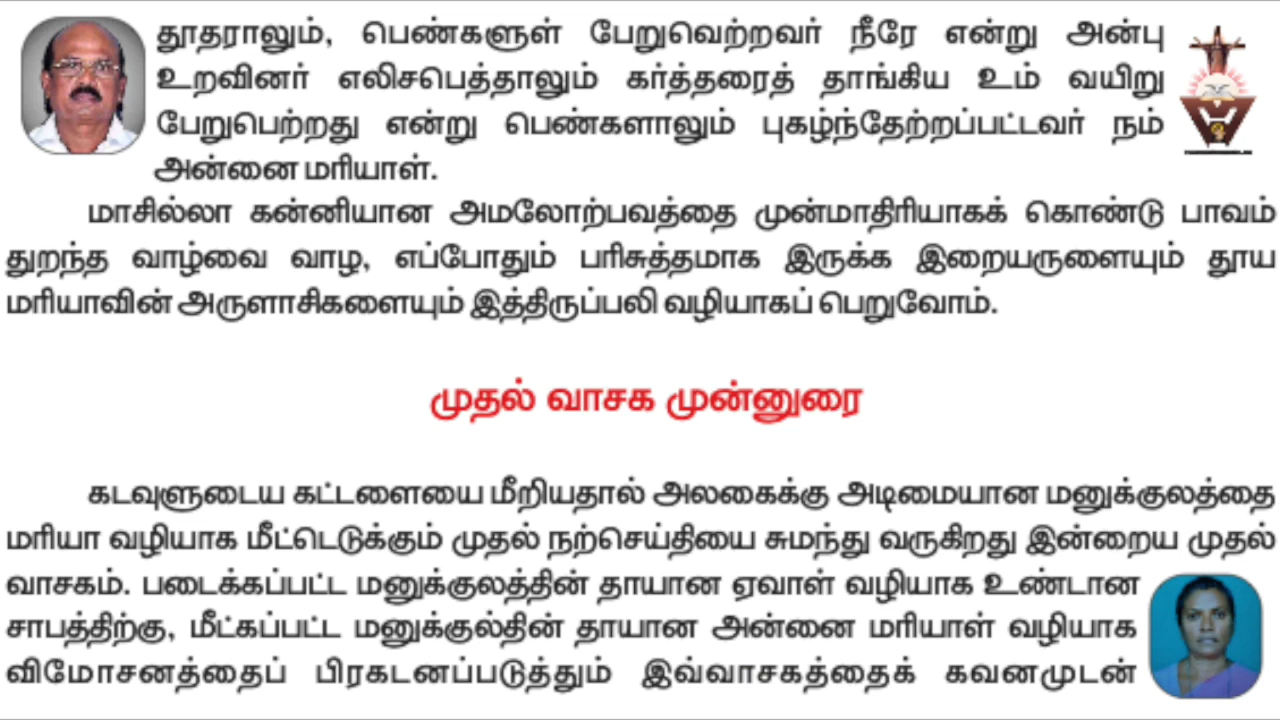 தூதராலும், பெண்களுள் பேறுவெற்றவர் நீரே என்று அன்பு
உறவினர் எலிசபெத்தாலும் கர்த்தரைத் தாங்கிய உம் வயிறு
பேறுபெற்றது என்று பெண்களாலும் புகழ்ந்தேற்றப்பட்டவர் நம்
அன்னை மரியாள்.
மாசில்லா கன்னியான அமலோற்பவத்தை முன்மாதிரியாகக் கொண்டு பாவம்
துறந்த வாழ்வை வாழ, எப்போதும் பரிசுத்தமாக இருக்க இறையருளையும் தூய
மரியாவின் அருளாசிகளையும் இத்திருப்பலி வழியாகப் பெறுவோம்.
முதல் வாசக முன்னுரை
கடவுளுடைய கட்டளையை மீறியதால் அலகைக்கு அடிமையான மனுக்குலத்தை
மரியா வழியாக மீட்டெடுக்கும் முதல் நற்செய்தியை சுமந்து வருகிறது இன்றைய முதல்
வாசகம். படைக்கப்பட்ட மனுக்குலத்தின் தாயான ஏவாள் வழியாக உண்டான
சாபத்திற்கு, மீட்கப்பட்ட மனுக்குல்தின் தாயான அன்னை மரியாள் வழியாக
விமோசனத்தைப் பிரகடனப்படுத்தும் இவ்வாசகத்தைக் கவனமுடன்